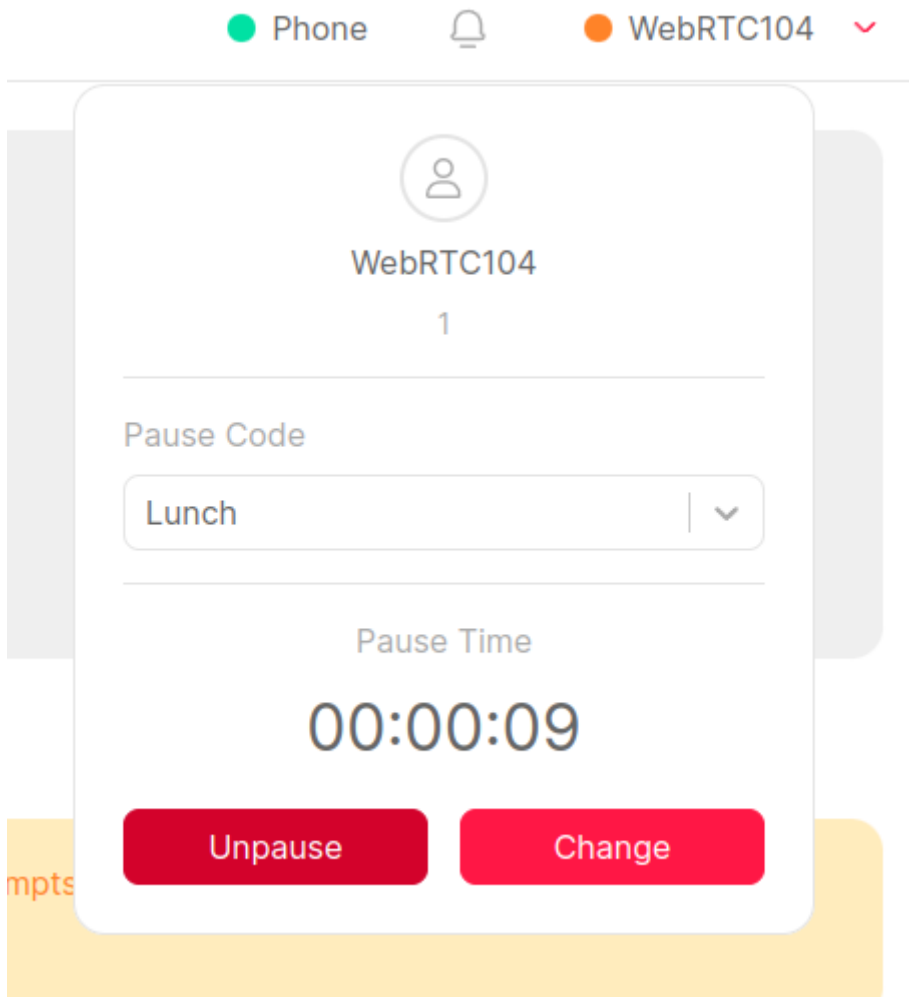 Phone WebRTC104
WebRTC104
1
Pause Code
Lunch
Pause Time
00:00:09
Unpause Change
mpts